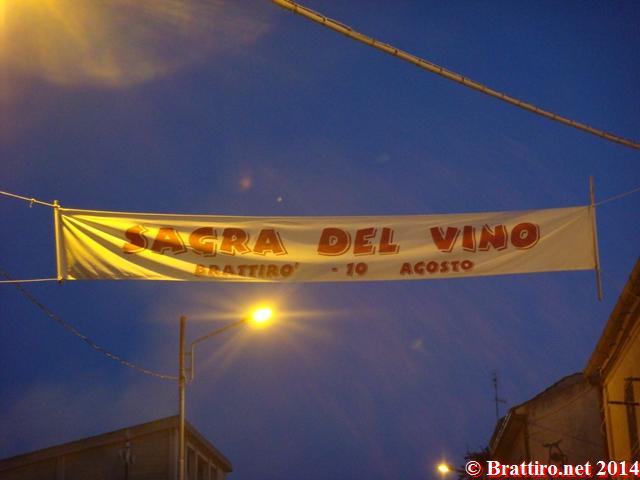 SAGRA DEL VINO
BRATTIRO' - 10 AGOSTO
© Brattiro.net 2014